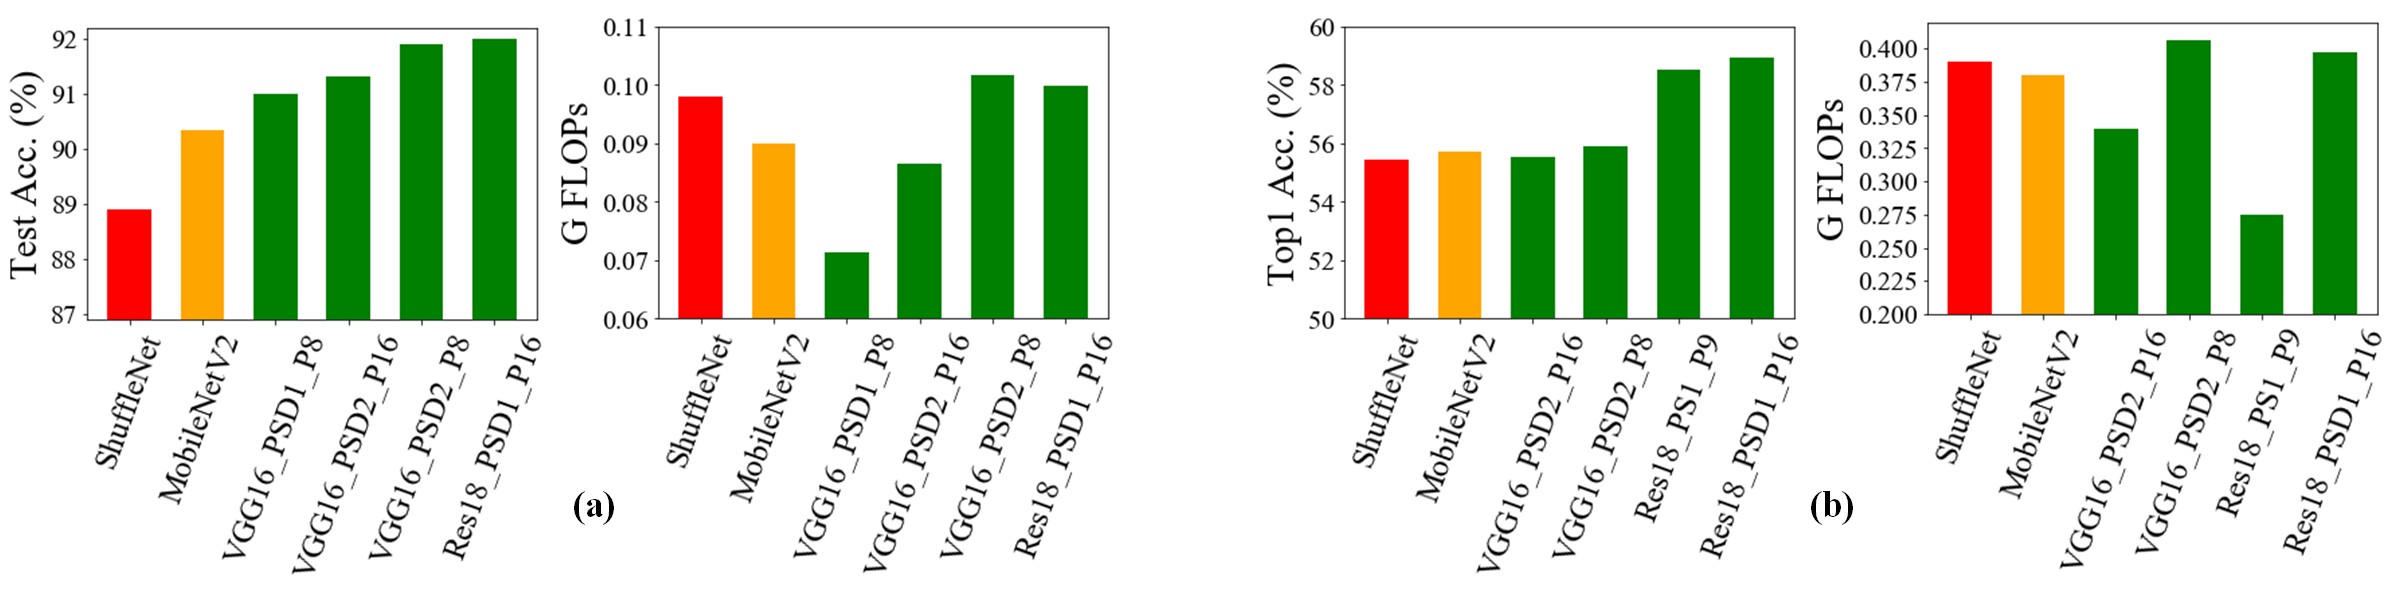 Test Acc. (%)
92
91
90
89
88
87
ShuffleNet
MobileNetV2
VGG16_PSD1_P8
VGG16_PSD2_P16
VGG16_PSD2_P8
Res18_PSD1_P16
G FLOPs
0.11
0.10
0.09
0.08
0.07
0.06
ShuffleNet
MobileNetV2
VGG16_PSD1_P8
VGG16_PSD2_P16
VGG16_PSD2_P8
Res18_PSD1_P16
(a)
Top1 Acc. (%)
60
58
56
54
52
50
ShuffleNet
MobileNetV2
VGG16_PSD2_P16
VGG16_PSD2_P8
Res18_PS1_P9
Res18_PSD1_P16
G FLOPs
0.400
0.375
0.350
0.325
0.300
0.275
0.250
0.225
0.200
ShuffleNet
MobileNetV2
VGG16_PSD2_P16
VGG16_PSD2_P8
Res18_PS1_P9
Res18_PSD1_P16
(b)